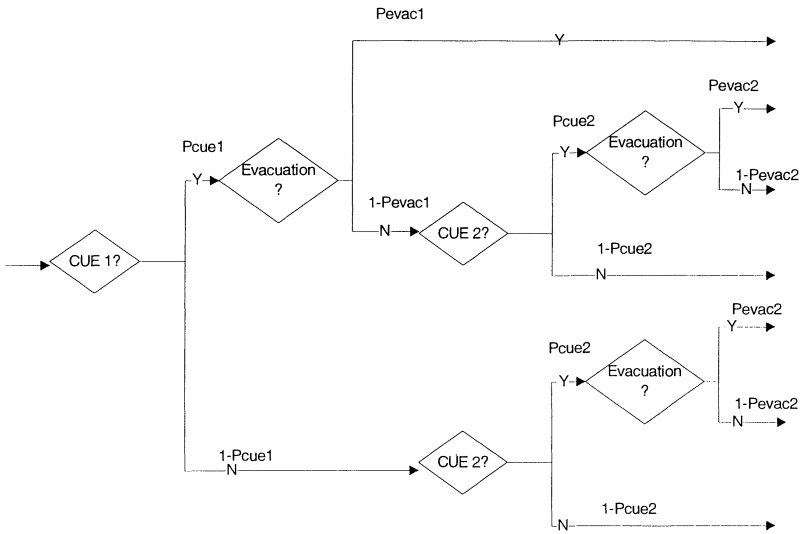 Pevac1
Y
Pevac2
Y
Pcue2
Y
Evacuation
?
1-Pevac2
N
Pcue1
Y
Evacuation
?
1-Pevac1
N
CUE 2?
1-Pcue2
N
CUE 1?
Pevac2
Y
Pcue2
Y
Evacuation
?
1-Pevac2
N
1-Pcue1
N
CUE 2?
1-Pcue2
N